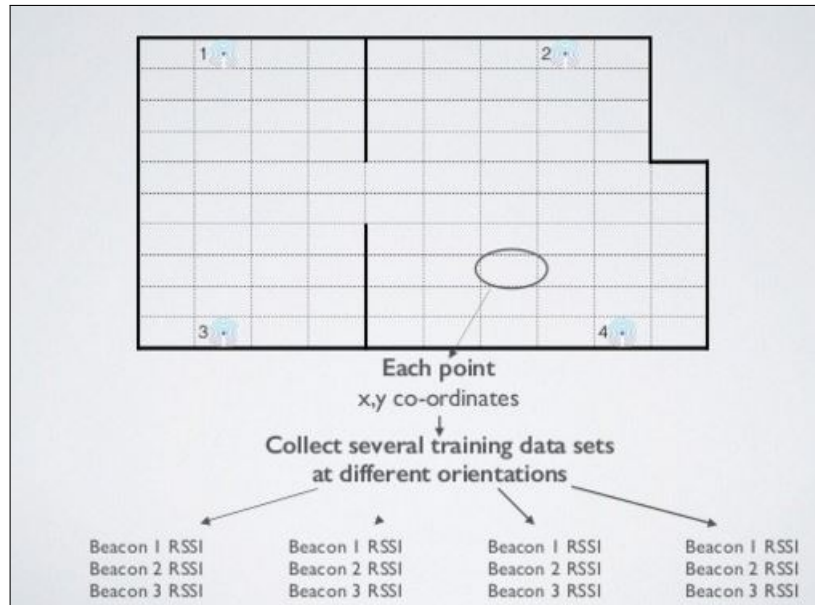 1
2
3
4
Each point
x,y co-ordinates
Collect several training data sets
at different orientations
Beacon 1 RSSI
Beacon 2 RSSI
Beacon 3 RSSI
Beacon 1 RSSI
Beacon 2 RSSI
Beacon 3 RSSI
Beacon 1 RSSI
Beacon 2 RSSI
Beacon 3 RSSI
Beacon 1 RSSI
Beacon 2 RSSI
Beacon 3 RSSI